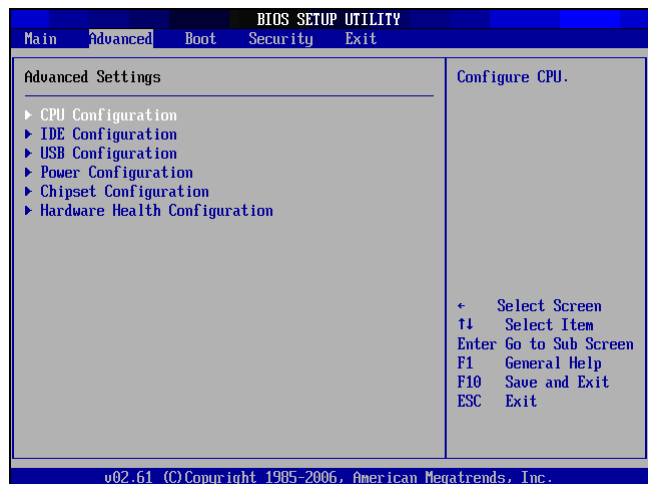 BIOS SETUP UTILITY
Main Advanced Boot Security Exit
Advanced Settings
▶ CPU Configuration
▶ IDE Configuration
▶ USB Configuration
▶ Power Configuration
▶ Chipset Configuration
▶ Hardware Health Configuration
Configure CPU.
← Select Screen
↑↓ Select Item
Enter Go to Sub Screen
F1 General Help
F10 Save and Exit
ESC Exit
v02.61 (C)Copyright 1985-2006, American Megatrends, Inc.